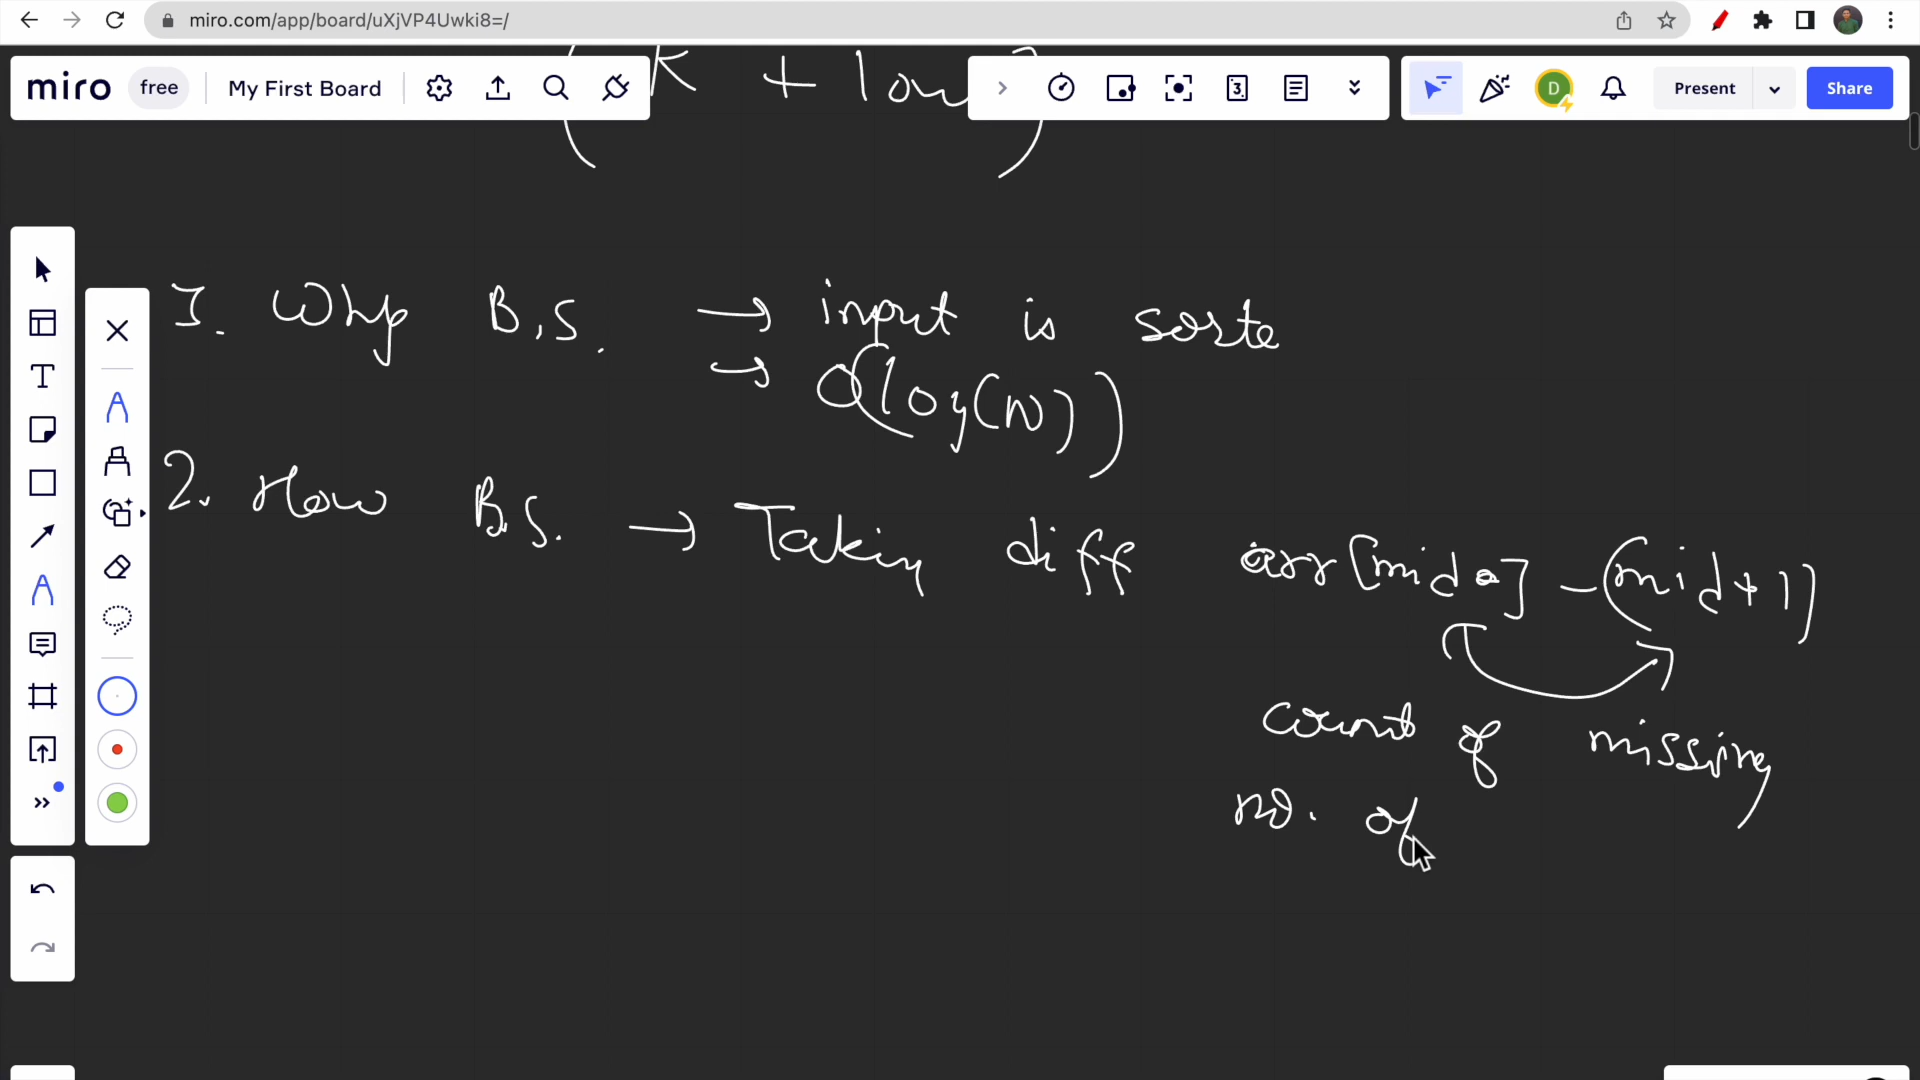 miro.com/app/board/uXjVP4Uwki8=/
(K + low)
miro free My First Board
3
D Present Share
1. Why B.S. → input is sorte
→ O(log(N))
2. How B.S. → Taking diff arr[mid] - (mid+1)
count of missing
no. of